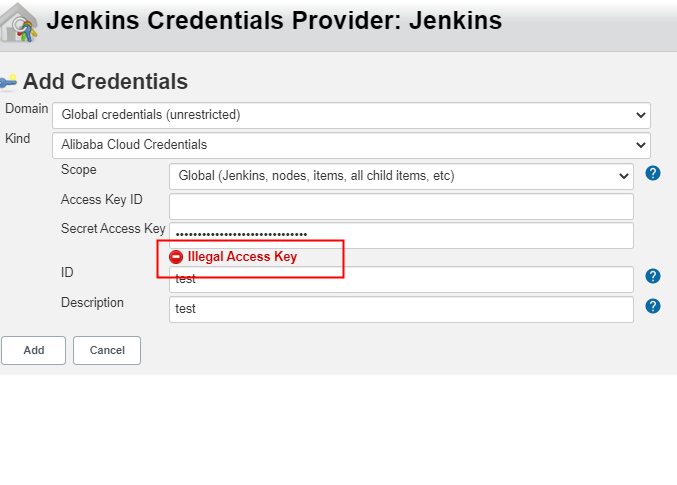 Jenkins Credentials Provider: Jenkins
Add Credentials
Domain Global credentials (unrestricted)
Kind Alibaba Cloud Credentials
Scope Global (Jenkins, nodes, items, all child items, etc) ?
Access Key ID
Secret Access Key ••••••••••••••••••••••••••••••
Illegal Access Key
ID test ?
Description test ?
Add Cancel